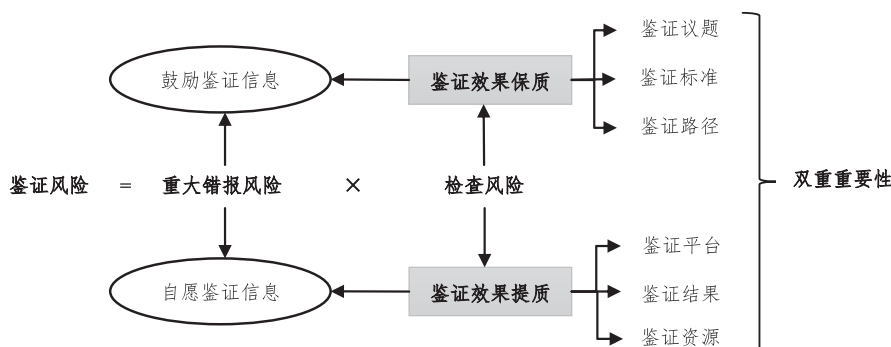 鉴证议题
鼓励鉴证信息
鉴证效果保质
鉴证标准
鉴证路径
鉴证风险 = 重大错报风险 × 检查风险
双重重要性
鉴证平台
自愿鉴证信息
鉴证效果提质
鉴证结果
鉴证资源